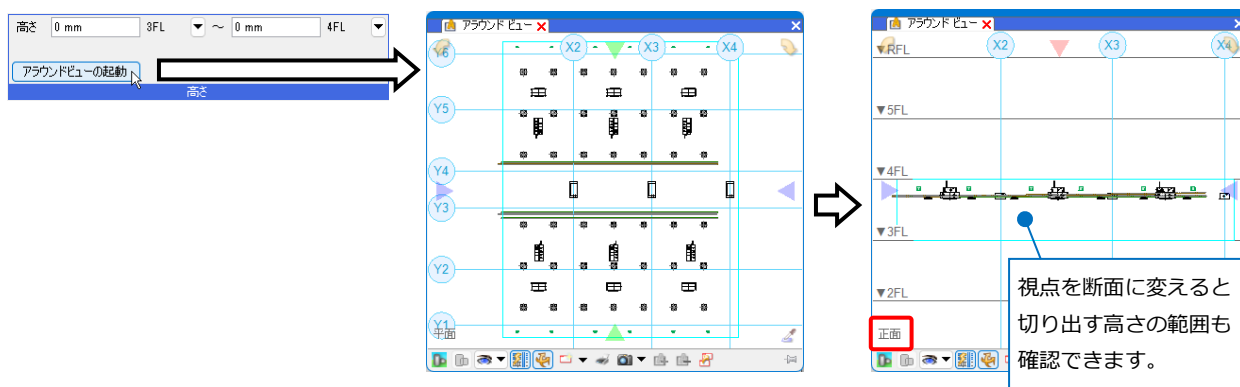 高さ 0 mm 3FL ～ 0 mm 4FL
アラウンドビューの起動
高さ
アラウンド ビュー
Y6 X2 X3 X4
Y5
Y4
Y3
Y2
Y1
平面
アラウンド ビュー
▼RFL X2 X3 X4
▼5FL
▼4FL
▼3FL
▼2FL
正面
視点を断面に変えると
切り出す高さの範囲も
確認できます。